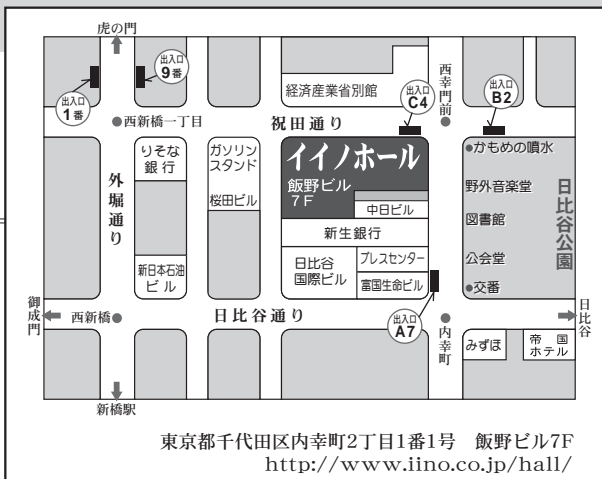 虎の門
出入口
1番
出入口
9番
経済産業省別館
出入口
C4
西幸門前
出入口
B2
西新橋一丁目
祝田通り
りそな
銀行
ガソリン
スタンド
桜田ビル
イイノホール
飯野ビル
7F
中日ビル
新生銀行
日比谷
国際ビル
プレスセンター
富国生命ビル
かもめの噴水
野外音楽堂
図書館
公会堂
交番
日比谷公園
外堀通り
新日本石油
ビル
御成門
西新橋
日比谷通り
出入口
A7
内幸町
日比谷
みずほ
帝国
ホテル
新橋駅
東京都千代田区内幸町2丁目1番1号 飯野ビル7F
http://www.iino.co.jp/hall/